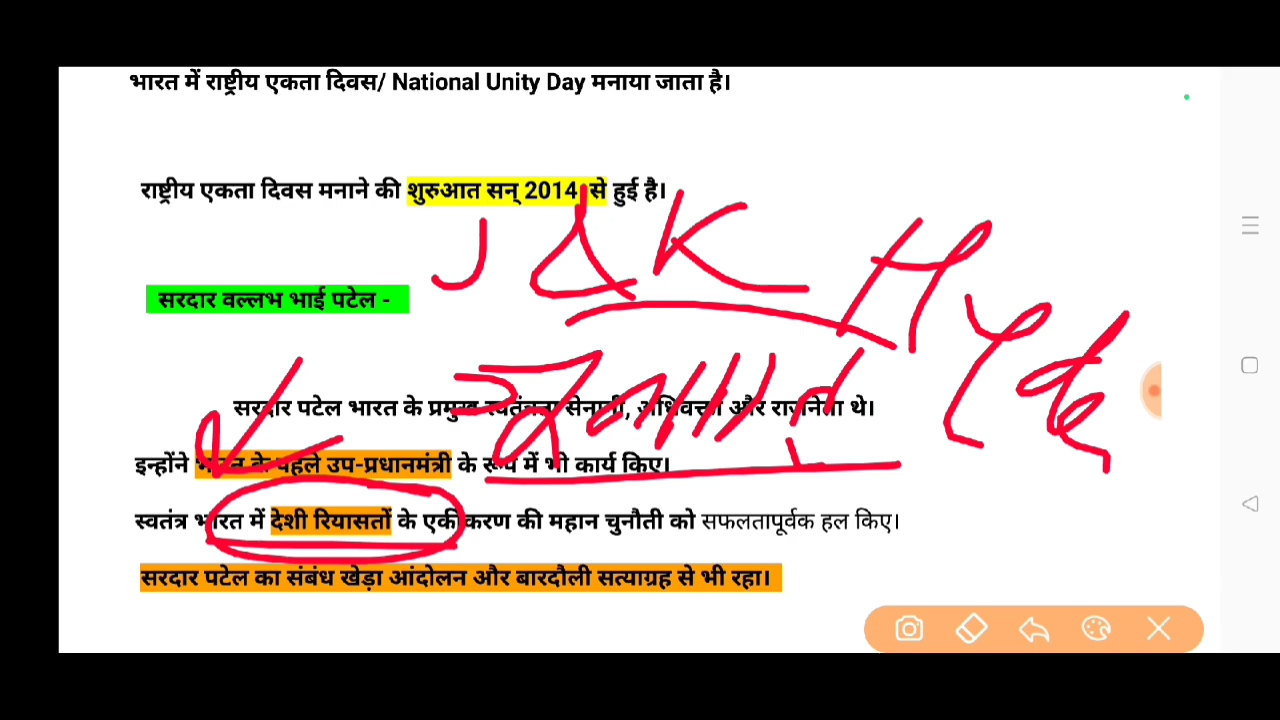 भारत में राष्ट्रीय एकता दिवस/ National Unity Day मनाया जाता है।
राष्ट्रीय एकता दिवस मनाने की शुरुआत सन् 2014 से हुई है।
J & K
सरदार वल्लभ भाई पटेल -
सरदार पटेल भारत के प्रमुख स्वतंत्रता सेनानी, अधिवक्ता और राजनेता थे।
इन्होंने भारत के पहले उप-प्रधानमंत्री के रूप में भी कार्य किए।
स्वतंत्र भारत में देशी रियासतों के एकीकरण की महान चुनौती को सफलतापूर्वक हल किए।
सरदार पटेल का संबंध खेड़ा आंदोलन और बारदौली सत्याग्रह से भी रहा।